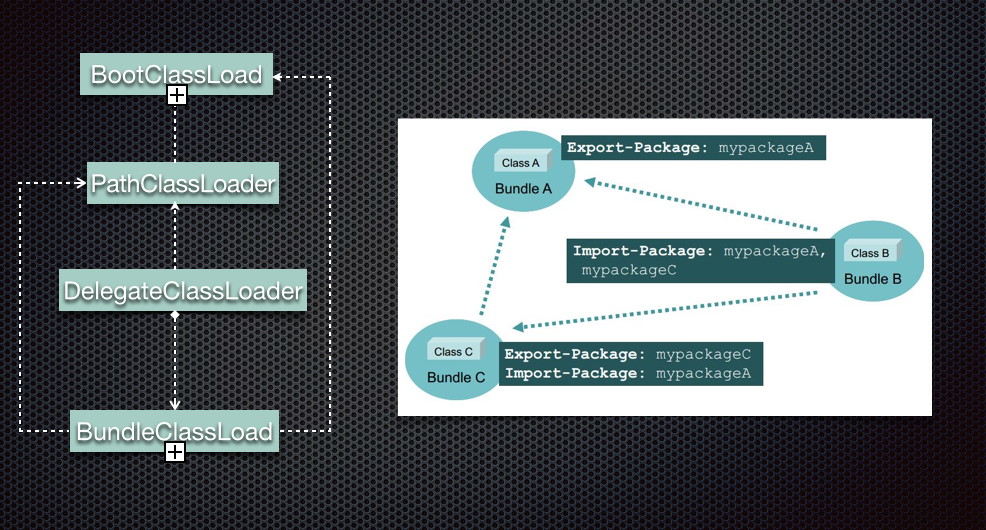 BootClassLoad
PathClassLoader
DelegateClassLoader
BundleClassLoad
Class A
Bundle A
Export-Package: mypackageA
Import-Package: mypackageA,
mypackageC
Class B
Bundle B
Class C
Bundle C
Export-Package: mypackageC
Import-Package: mypackageA